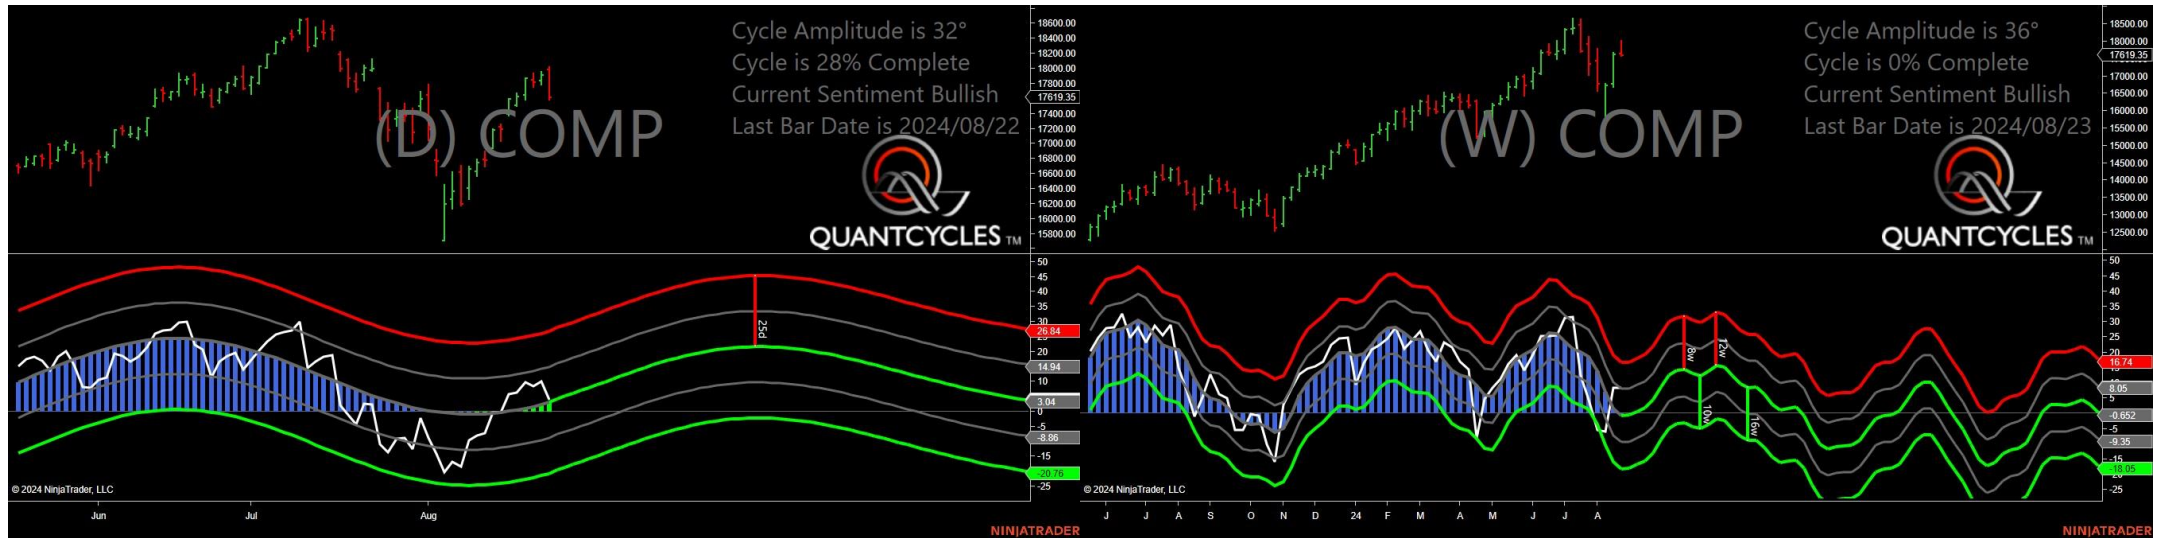 Cycle Amplitude is 32°
Cycle is 28% Complete
Current Sentiment Bullish
Last Bar Date is 2024/08/22
(D) COMP
QUANTCYCLES TM
18600.00
18400.00
18200.00
18000.00
17800.00
17619.35
17400.00
17200.00
17000.00
16800.00
16600.00
16400.00
16200.00
16000.00
15800.00
50
45
40
35
30
26.84
20
14.94
10
3.04
0
-5
-8.86
-15
-20.76
-25
25d
© 2024 NinjaTrader, LLC
Jun Jul Aug
NINJATRADER
Cycle Amplitude is 36°
Cycle is 0% Complete
Current Sentiment Bullish
Last Bar Date is 2024/08/23
(W) COMP
QUANTCYCLES TM
18500.00
18000.00
17619.35
17000.00
16500.00
16000.00
15500.00
15000.00
14500.00
14000.00
13500.00
13000.00
12500.00
50
45
40
35
30
25
20
16.74
8.05
5
-0.652
-9.35
-15
-18.05
-25
8w 12w
10w 16w
© 2024 NinjaTrader, LLC
J J A S O N D 24 F M A M J J A
NINJATRADER